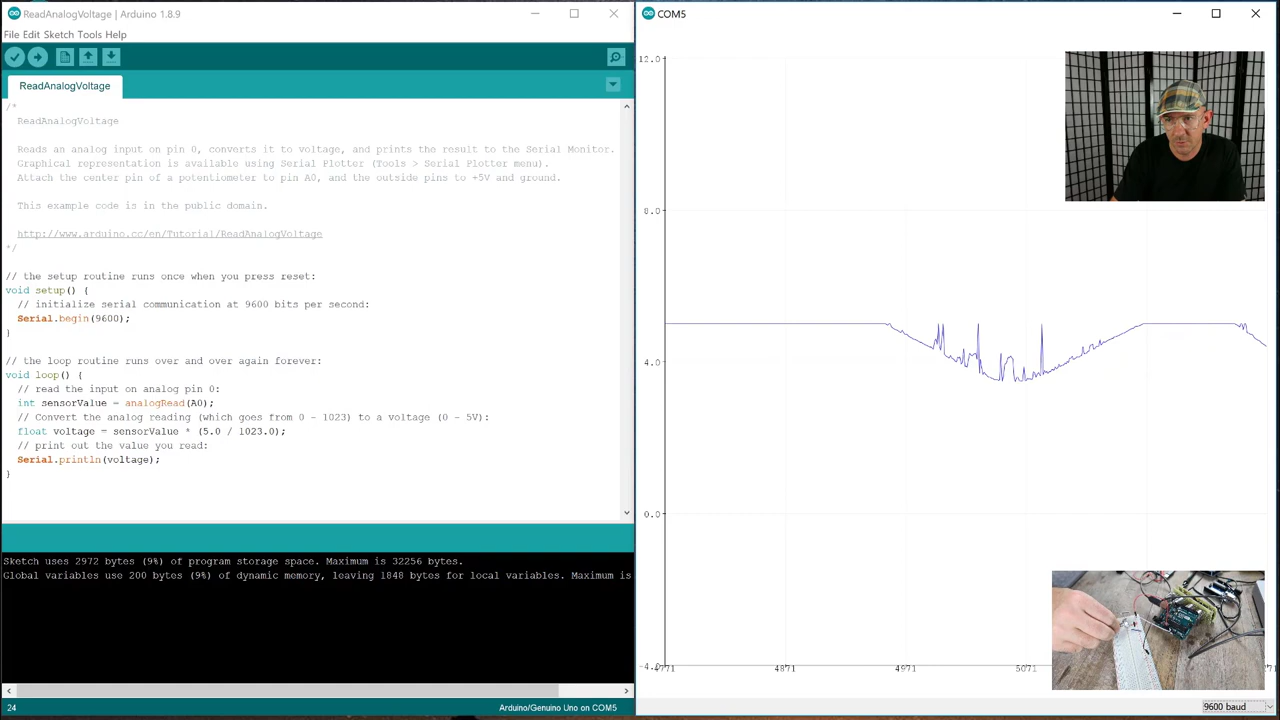 ReadAnalogVoltage | Arduino 1.8.9
File Edit Sketch Tools Help
ReadAnalogVoltage
/*
ReadAnalogVoltage
Reads an analog input on pin 0, converts it to voltage, and prints the result to the Serial Monitor.
Graphical representation is available using Serial Plotter (Tools > Serial Plotter menu).
Attach the center pin of a potentiometer to pin A0, and the outside pins to +5V and ground.
This example code is in the public domain.
http://www.arduino.cc/en/Tutorial/ReadAnalogVoltage
*/
// the setup routine runs once when you press reset:
void setup() {
// initialize serial communication at 9600 bits per second:
Serial.begin(9600);
}
// the loop routine runs over and over again forever:
void loop() {
// read the input on analog pin 0:
int sensorValue = analogRead(A0);
// Convert the analog reading (which goes from 0 - 1023) to a voltage (0 - 5V):
float voltage = sensorValue * (5.0 / 1023.0);
// print out the value you read:
Serial.println(voltage);
}
Sketch uses 2972 bytes (9%) of program storage space. Maximum is 32256 bytes.
Global variables use 200 bytes (9%) of dynamic memory, leaving 1848 bytes for local variables. Maximum is
24
Arduino/Genuino Uno on COM5
COM5
12.0
8.0
4.0
0.0
4871
4971
5071
9600 baud